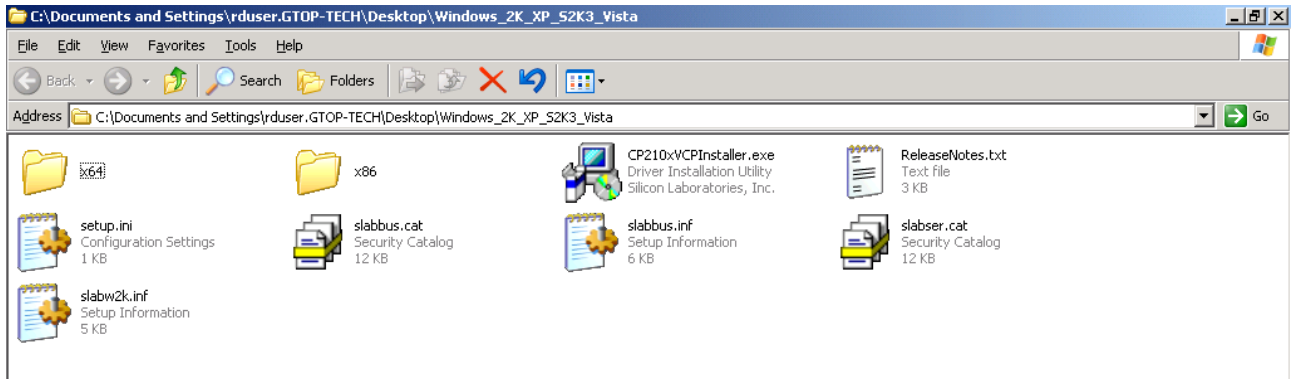 C:\Documents and Settings\rduser.GTOP-TECH\Desktop\Windows_2K_XP_S2K3_Vista
File Edit View Favorites Tools Help
Back Search Folders
Address C:\Documents and Settings\rduser.GTOP-TECH\Desktop\Windows_2K_XP_S2K3_Vista Go
x64
x86
CP210xVCPInstaller.exe
Driver Installation Utility
Silicon Laboratories, Inc.
ReleaseNotes.txt
Text file
3 KB
setup.ini
Configuration Settings
1 KB
slabbus.cat
Security Catalog
12 KB
slabbus.inf
Setup Information
6 KB
slabser.cat
Security Catalog
12 KB
slabw2k.inf
Setup Information
5 KB